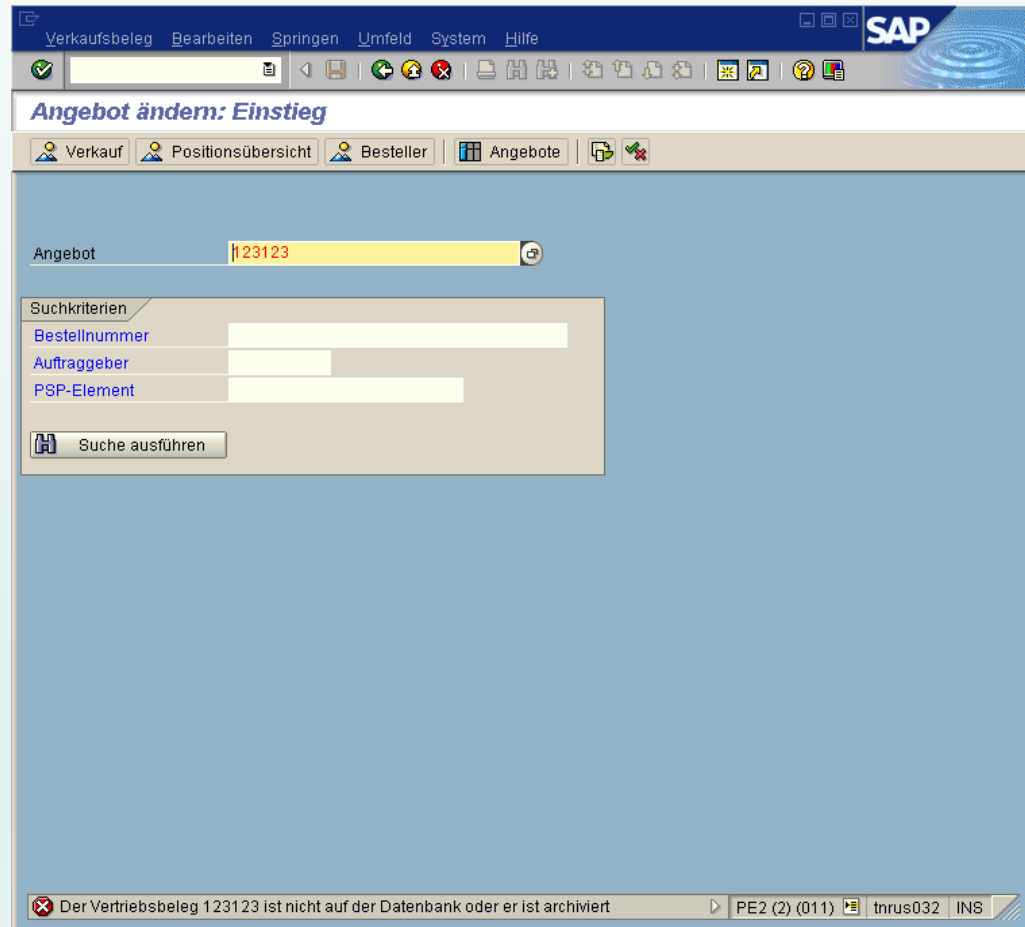 Verkaufsbeleg Bearbeiten Springen Umfeld System Hilfe
SAP
Angebot ändern: Einstieg
Verkauf Positionsübersicht Besteller Angebote
Angebot 123123
Suchkriterien
Bestellnummer
Auftraggeber
PSP-Element
Suche ausführen
Der Vertriebsbeleg 123123 ist nicht auf der Datenbank oder er ist archiviert PE2 (2) (011) tnrus032 INS